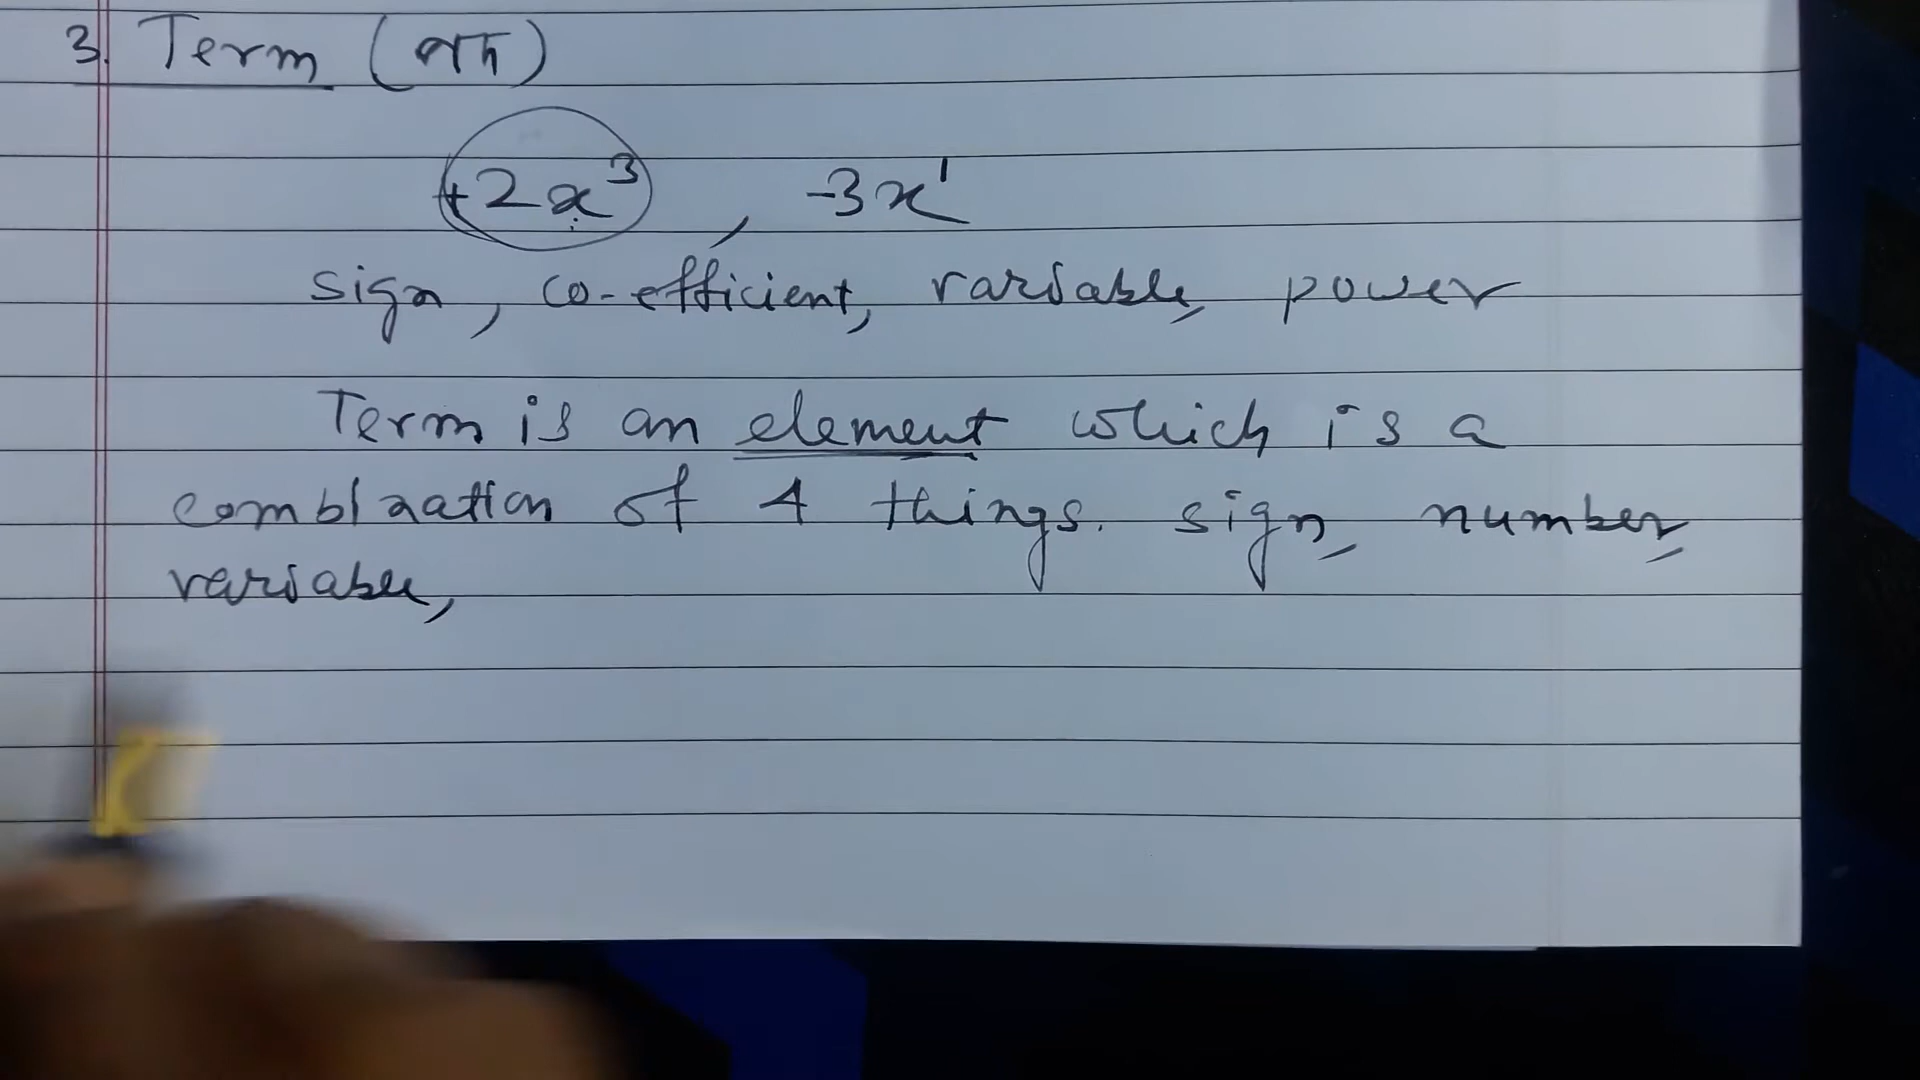 3. Term (পদ)
+2x³, -3x¹
sign, co-efficient, variable, power
Term is an element which is a
combination of 4 things. sign, number,
variable,